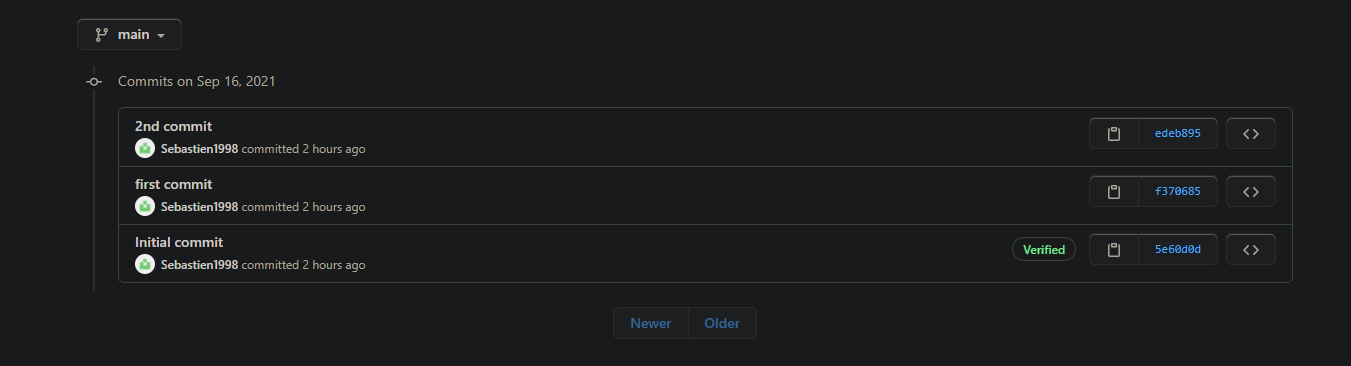 main
Commits on Sep 16, 2021
2nd commit
Sebastien1998 committed 2 hours ago
edeb895
first commit
Sebastien1998 committed 2 hours ago
f370685
Initial commit
Sebastien1998 committed 2 hours ago
Verified
5e60d0d
Newer Older